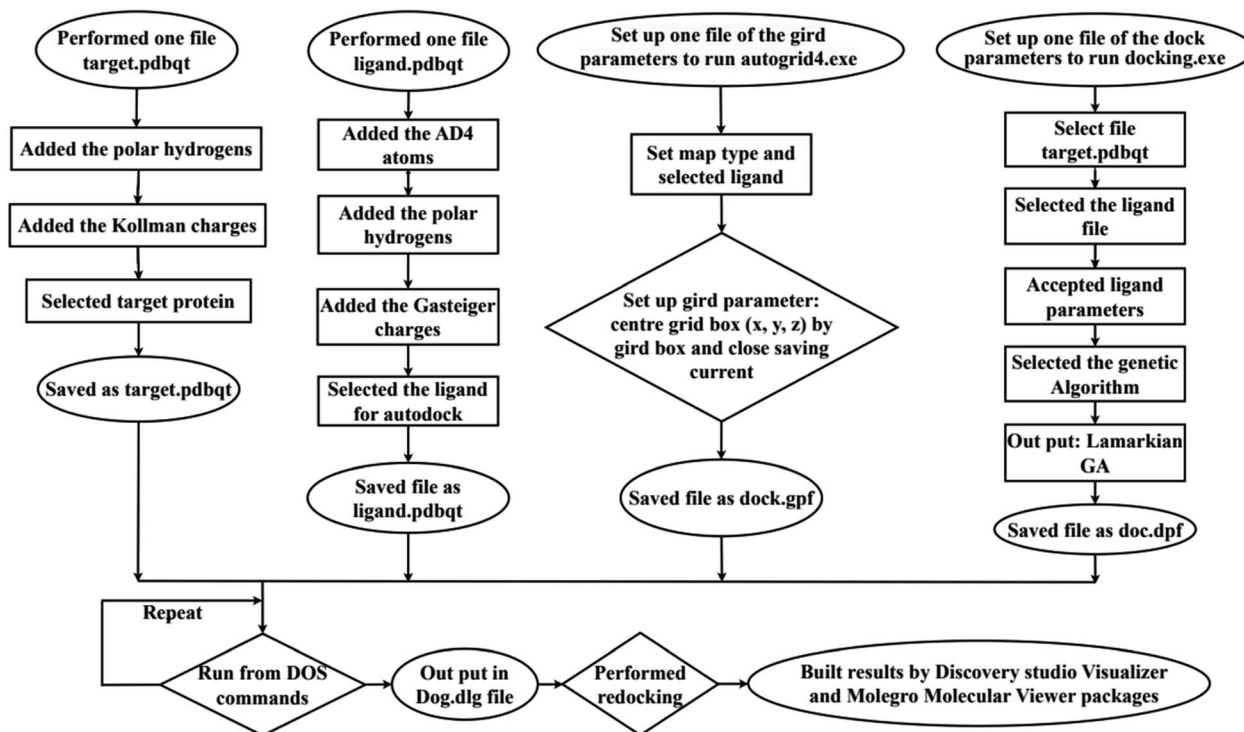 Performed one file
target.pdbqt
Added the polar hydrogens
Added the Kollman charges
Selected target protein
Saved as target.pdbqt
Performed one file
ligand.pdbqt
Added the AD4
atoms
Added the polar
hydrogens
Added the Gasteiger
charges
Selected the ligand
for autodock
Saved file as
ligand.pdbqt
Set up one file of the gird
parameters to run autogrid4.exe
Set map type and
selected ligand
Set up gird parameter:
centre grid box (x, y, z) by
gird box and close saving
current
Saved file as dock.gpf
Set up one file of the dock
parameters to run docking.exe
Select file
target.pdbqt
Selected the ligand
file
Accepted ligand
parameters
Selected the genetic
Algorithm
Out put: Lamarkian
GA
Saved file as doc.dpf
Repeat
Run from DOS
commands
Out put in
Dog.dlg file
Performed
redocking
Built results by Discovery studio Visualizer
and Molegro Molecular Viewer packages